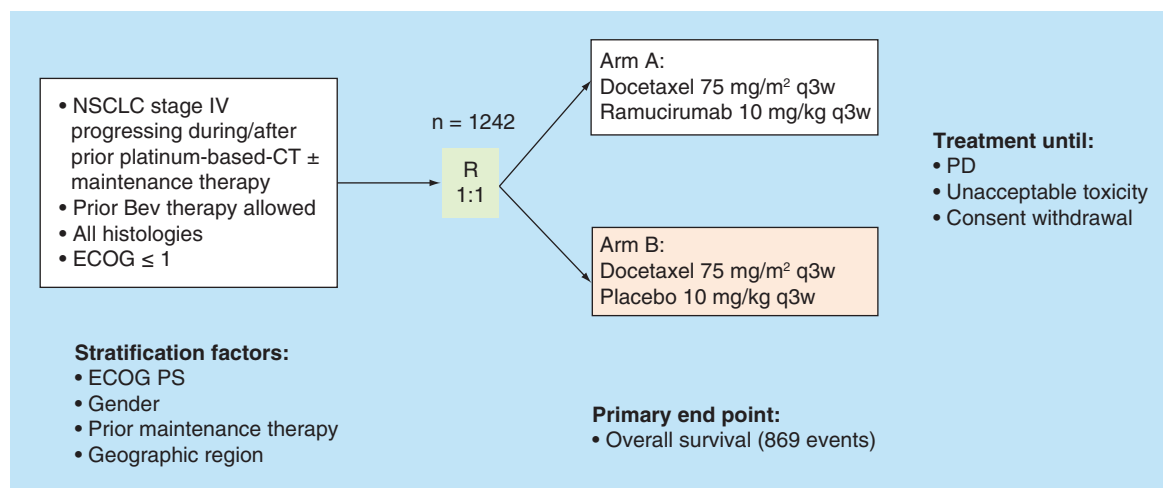 • NSCLC stage IV
progressing during/after
prior platinum-based-CT ±
maintenance therapy
• Prior Bev therapy allowed
• All histologies
• ECOG ≤ 1
n = 1242
R
1:1
Arm A:
Docetaxel 75 mg/m² q3w
Ramucirumab 10 mg/kg q3w
Arm B:
Docetaxel 75 mg/m² q3w
Placebo 10 mg/kg q3w
Treatment until:
• PD
• Unacceptable toxicity
• Consent withdrawal
Stratification factors:
• ECOG PS
• Gender
• Prior maintenance therapy
• Geographic region
Primary end point:
• Overall survival (869 events)